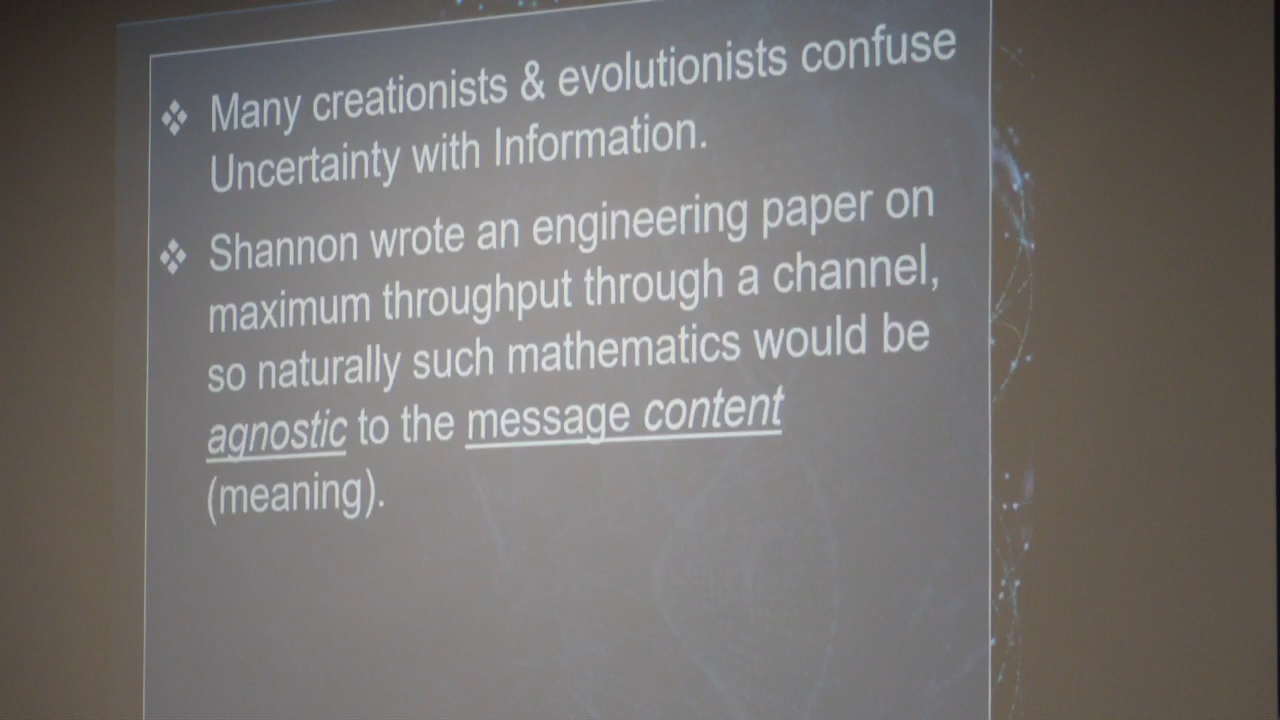 ❖ Many creationists & evolutionists confuse
Uncertainty with Information.
❖ Shannon wrote an engineering paper on
maximum throughput through a channel,
so naturally such mathematics would be
agnostic to the message content
(meaning).